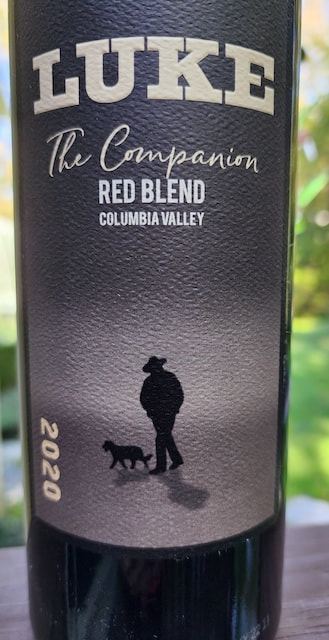 LUKE
The Companion
RED BLEND
COLUMBIA VALLEY
2020